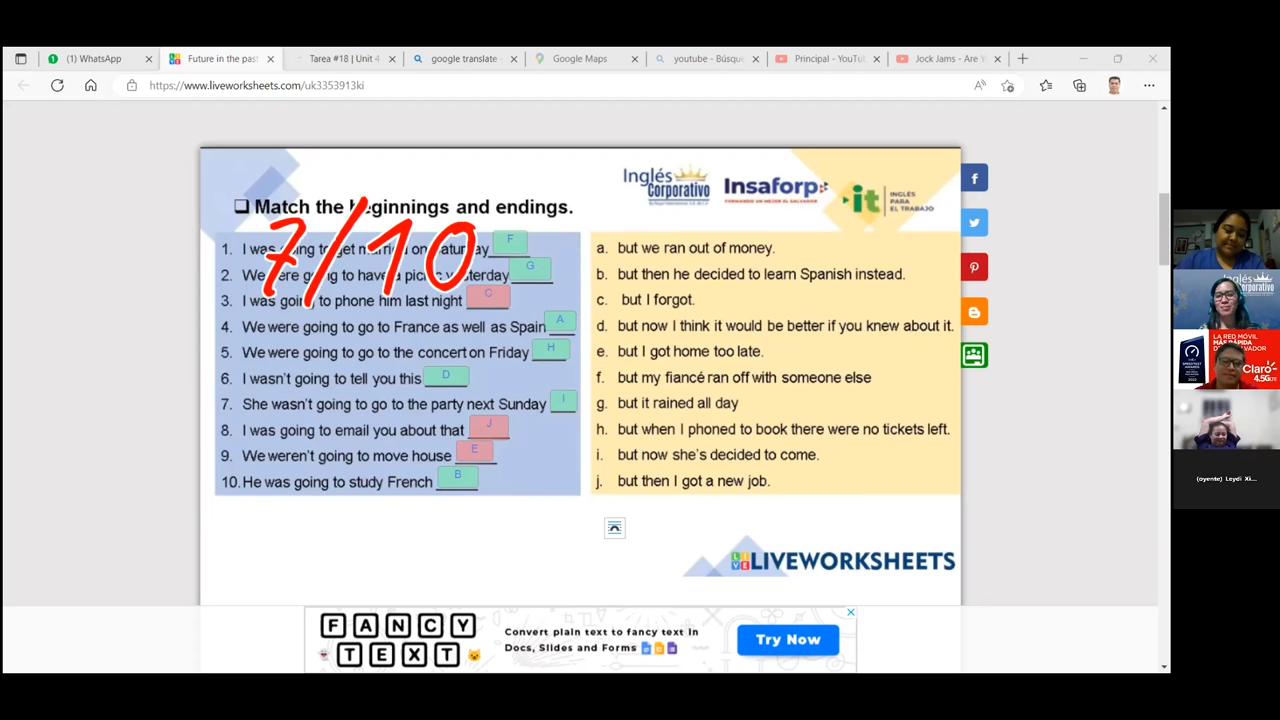 (1) WhatsApp
Future in the past
Tarea #18 | Unit 4
google translate -
Google Maps
youtube - Búsqu
Principal - YouTu
Jock Jams - Are Y
https://www.liveworksheets.com/uk3353913ki
Inglés Corporativo
Insaforp
FORMANDO UN MEJOR EL SALVADOR
it INGLÉS PARA EL TRABAJO
Match the beginnings and endings.
7/10
1. I was going to get married on Saturday F
2. We were going to have a picnic yesterday G
3. I was going to phone him last night C
4. We were going to go to France as well as Spain A
5. We were going to go to the concert on Friday H
6. I wasn't going to tell you this D
7. She wasn't going to go to the party next Sunday I
8. I was going to email you about that J
9. We weren't going to move house E
10. He was going to study French B
a. but we ran out of money.
b. but then he decided to learn Spanish instead.
c. but I forgot.
d. but now I think it would be better if you knew about it.
e. but I got home too late.
f. but my fiancé ran off with someone else
g. but it rained all day
h. but when I phoned to book there were no tickets left.
i. but now she's decided to come.
j. but then I got a new job.
LIVEWORKSHEETS
FANCY
TEXT
Convert plain text to fancy text in
Docs, Slides and Forms
Try Now
Inglés
Corporativo
LA RED MÓVIL
MÁS RÁPIDA
Claro
4.5G LTE
(oyente) Leydi Xi...